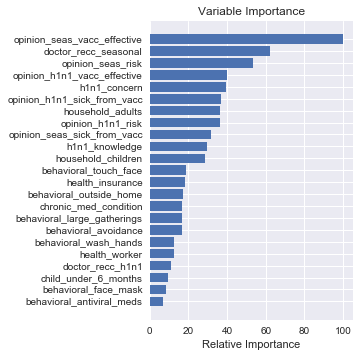 Variable Importance
opinion_seas_vacc_effective
doctor_recc_seasonal
opinion_seas_risk
opinion_h1n1_vacc_effective
h1n1_concern
opinion_h1n1_sick_from_vacc
household_adults
opinion_h1n1_risk
opinion_seas_sick_from_vacc
h1n1_knowledge
household_children
behavioral_touch_face
health_insurance
behavioral_outside_home
chronic_med_condition
behavioral_large_gatherings
behavioral_avoidance
behavioral_wash_hands
health_worker
doctor_recc_h1n1
child_under_6_months
behavioral_face_mask
behavioral_antiviral_meds
0 20 40 60 80 100
Relative Importance